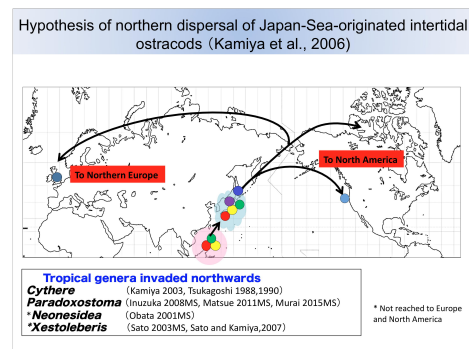 Hypothesis of northern dispersal of Japan-Sea-originated intertidal
ostracods (Kamiya et al., 2006)
To North America
To Northern Europe
Tropical genera invaded northwards
Cythere (Kamiya 2003, Tsukagoshi 1988,1990)
Paradoxostoma (Inuzuka 2008MS, Matsue 2011MS, Murai 2015MS)
*Neonesidea (Obata 2001MS)
*Xestoleberis (Sato 2003MS, Sato and Kamiya,2007)
* Not reached to Europe
and North America